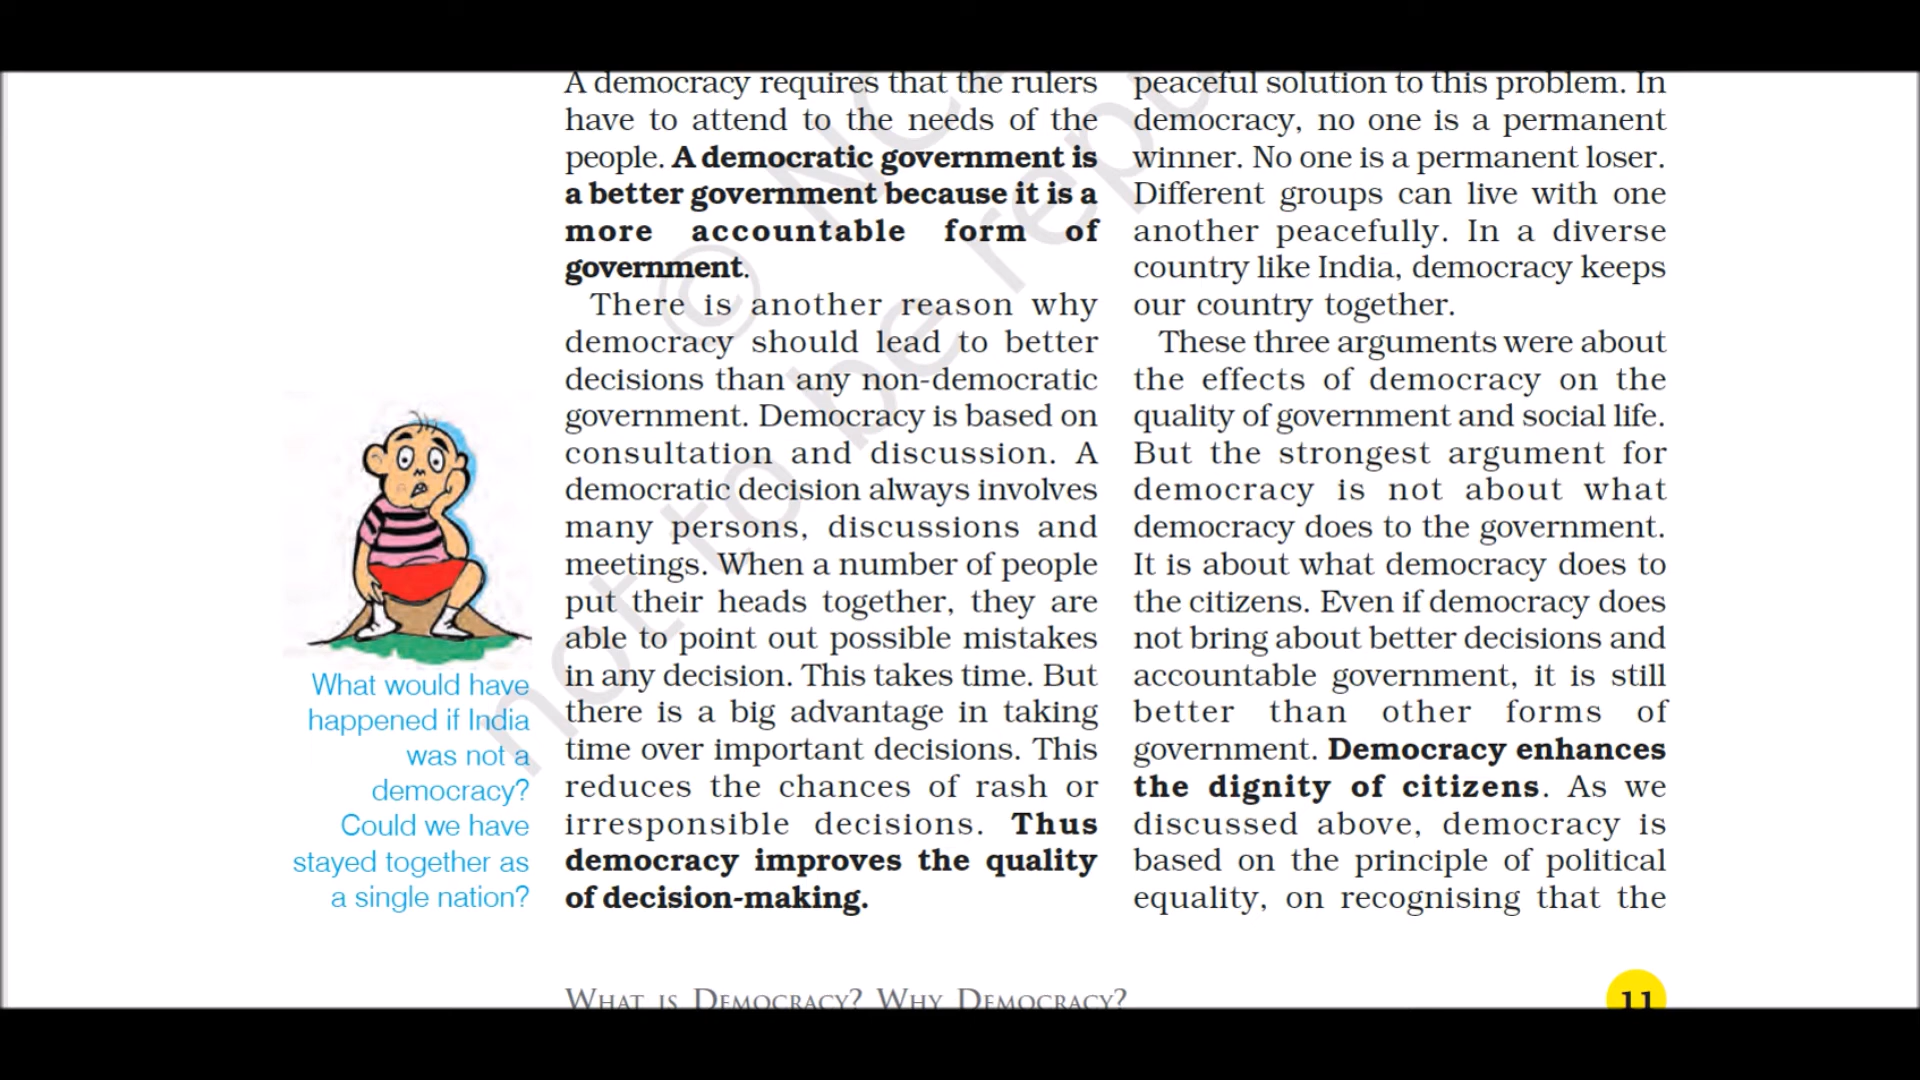 A democracy requires that the rulers
have to attend to the needs of the
people. A democratic government is
a better government because it is a
more accountable form of
government.
There is another reason why
democracy should lead to better
decisions than any non-democratic
government. Democracy is based on
consultation and discussion. A
democratic decision always involves
many persons, discussions and
meetings. When a number of people
put their heads together, they are
able to point out possible mistakes
in any decision. This takes time. But
there is a big advantage in taking
time over important decisions. This
reduces the chances of rash or
irresponsible decisions. Thus
democracy improves the quality
of decision-making.
peaceful solution to this problem. In
democracy, no one is a permanent
winner. No one is a permanent loser.
Different groups can live with one
another peacefully. In a diverse
country like India, democracy keeps
our country together.
These three arguments were about
the effects of democracy on the
quality of government and social life.
But the strongest argument for
democracy is not about what
democracy does to the government.
It is about what democracy does to
the citizens. Even if democracy does
not bring about better decisions and
accountable government, it is still
better than other forms of
government. Democracy enhances
the dignity of citizens. As we
discussed above, democracy is
based on the principle of political
equality, on recognising that the
What would have
happened if India
was not a
democracy?
Could we have
stayed together as
a single nation?
What is Democracy? Why Democracy?
11
©
not to be